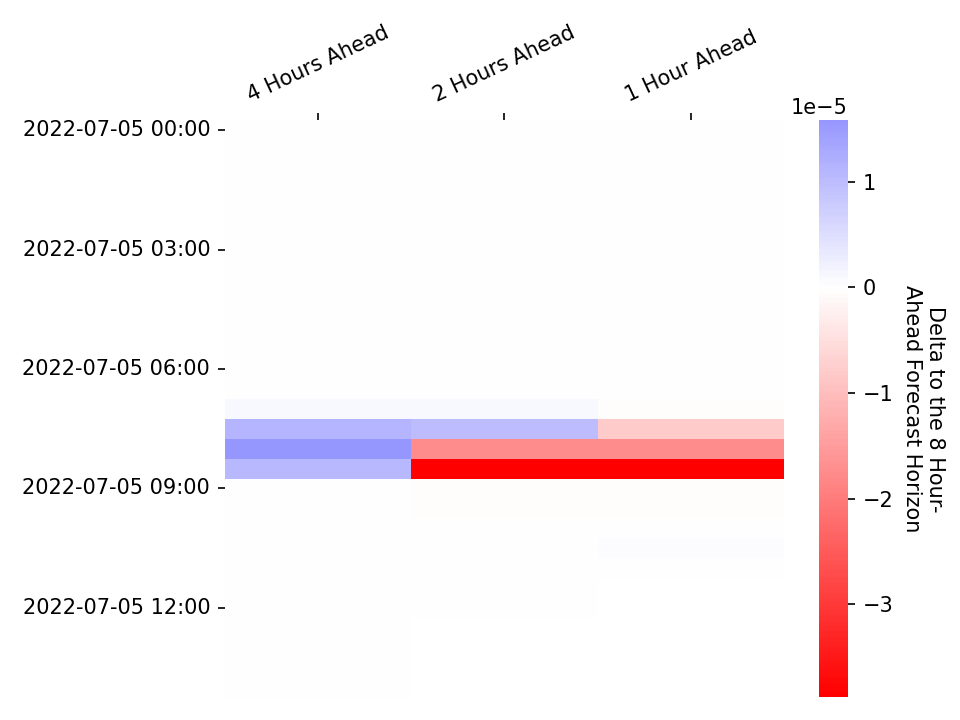 4 Hours Ahead
2 Hours Ahead
1 Hour Ahead
1e−5
2022-07-05 00:00
2022-07-05 03:00
2022-07-05 06:00
2022-07-05 09:00
2022-07-05 12:00
1
0
−1
−2
−3
Delta to the 8 Hour-
Ahead Forecast Horizon